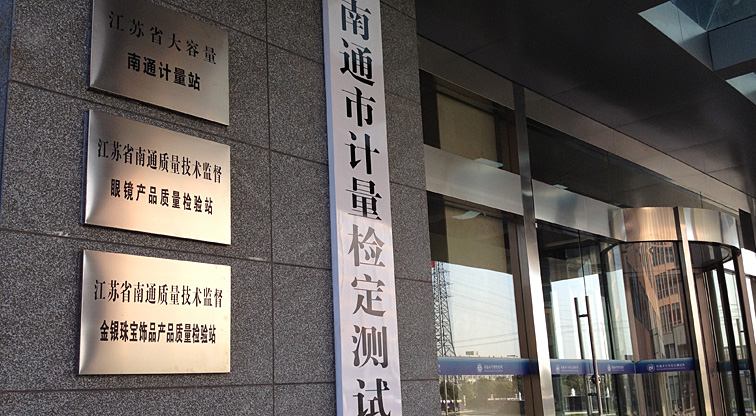 江苏省大容量
南通计量站
江苏省南通质量技术监督
眼镜产品质量检验站
江苏省南通质量技术监督
金银珠宝饰品产品质量检验站
南通市计量检定测试